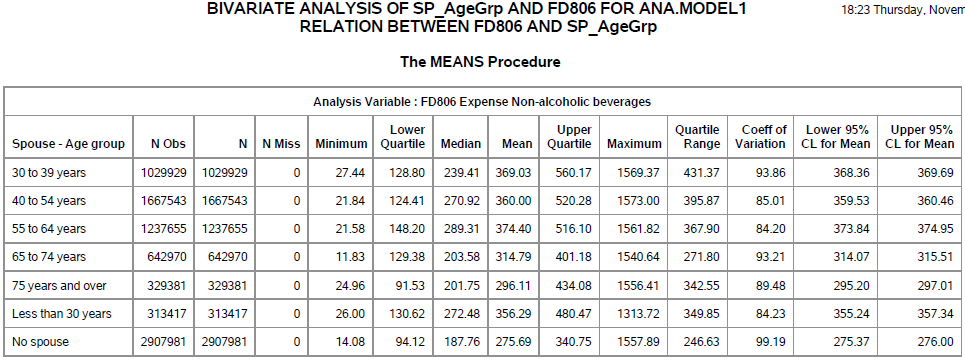 BIVARIATE ANALYSIS OF SP_AgeGrp AND FD806 FOR ANA.MODEL1 18:23 Thursday, Novem
RELATION BETWEEN FD806 AND SP_AgeGrp
The MEANS Procedure
Analysis Variable : FD806 Expense Non-alcoholic beverages
Spouse - Age group N Obs N N Miss Minimum Lower Quartile Median Mean Upper Quartile Maximum Quartile Range Coeff of Variation Lower 95% CL for Mean Upper 95% CL for Mean
30 to 39 years 1029929 1029929 0 27.44 128.80 239.41 369.03 560.17 1569.37 431.37 93.86 368.36 369.69
40 to 54 years 1667543 1667543 0 21.84 124.41 270.92 360.00 520.28 1573.00 395.87 85.01 359.53 360.46
55 to 64 years 1237655 1237655 0 21.58 148.20 289.31 374.40 516.10 1561.82 367.90 84.20 373.84 374.95
65 to 74 years 642970 642970 0 11.83 129.38 203.58 314.79 401.18 1540.64 271.80 93.21 314.07 315.51
75 years and over 329381 329381 0 24.96 91.53 201.75 296.11 434.08 1556.41 342.55 89.48 295.20 297.01
Less than 30 years 313417 313417 0 26.00 130.62 272.48 356.29 480.47 1313.72 349.85 84.23 355.24 357.34
No spouse 2907981 2907981 0 14.08 94.12 187.76 275.69 340.75 1557.89 246.63 99.19 275.37 276.00